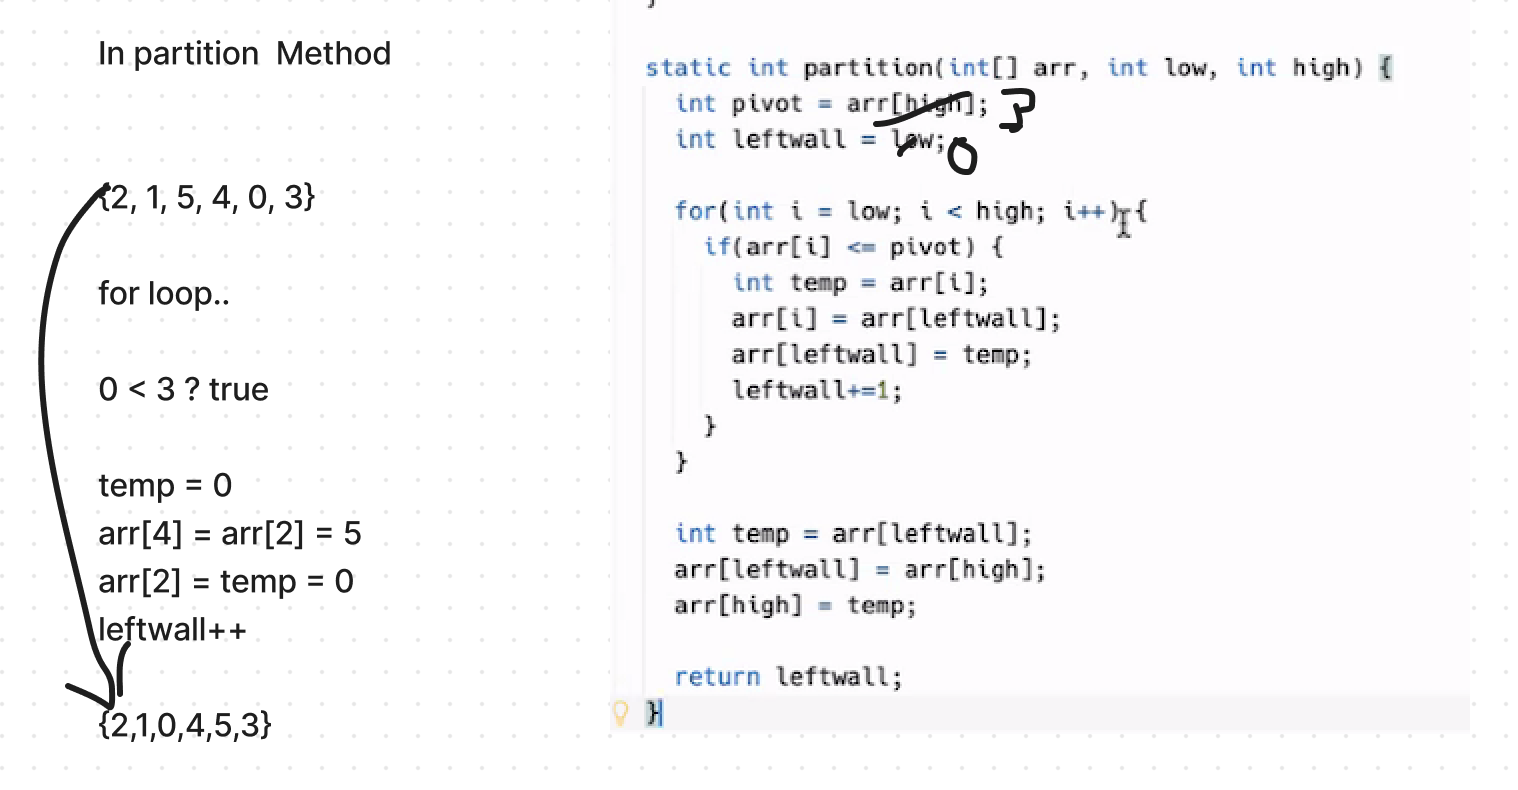 In partition  Method
{2, 1, 5, 4, 0, 3}
for loop..
0 < 3 ? true
temp = 0
arr[4] = arr[2] = 5
arr[2] = temp = 0
leftwall++
{2,1,0,4,5,3}
}
static int partition(int[] arr, int low, int high) {
int pivot = arr[high]; 3
int leftwall = low; 0
for(int i = low; i < high; i++) {
if(arr[i] <= pivot) {
int temp = arr[i];
arr[i] = arr[leftwall];
arr[leftwall] = temp;
leftwall+=1;
}
}
int temp = arr[leftwall];
arr[leftwall] = arr[high];
arr[high] = temp;
return leftwall;
}